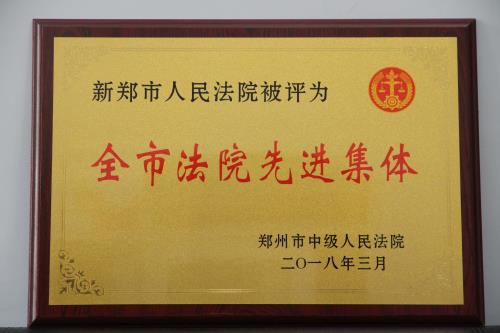 新郑市人民法院被评为
全市法院先进集体
郑州市中级人民法院
二〇一八年三月